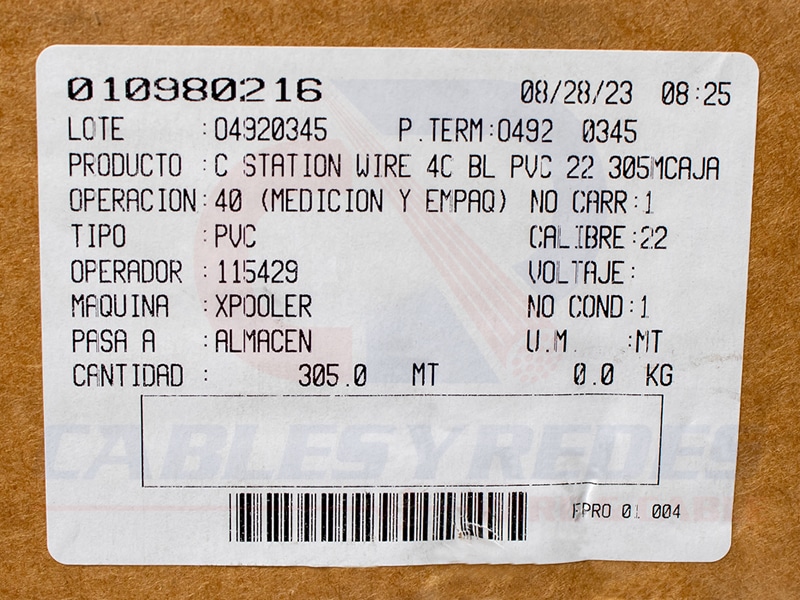 010980216 08/28/23 08:25
LOTE :04920345 P.TERM:0492 0345
PRODUCTO :C STATION WIRE 4C BL PVC 22 305MCAJA
OPERACION:40 (MEDICION Y EMPAQ) NO CARR:1
TIPO :PVC CALIBRE:22
OPERADOR :115429 VOLTAJE:
MAQUINA :XPOOLER NO COND:1
PASA A :ALMACEN U.M. :MT
CANTIDAD : 305.0 MT 0.0 KG
CABLES Y REDES
FPRO 01 004